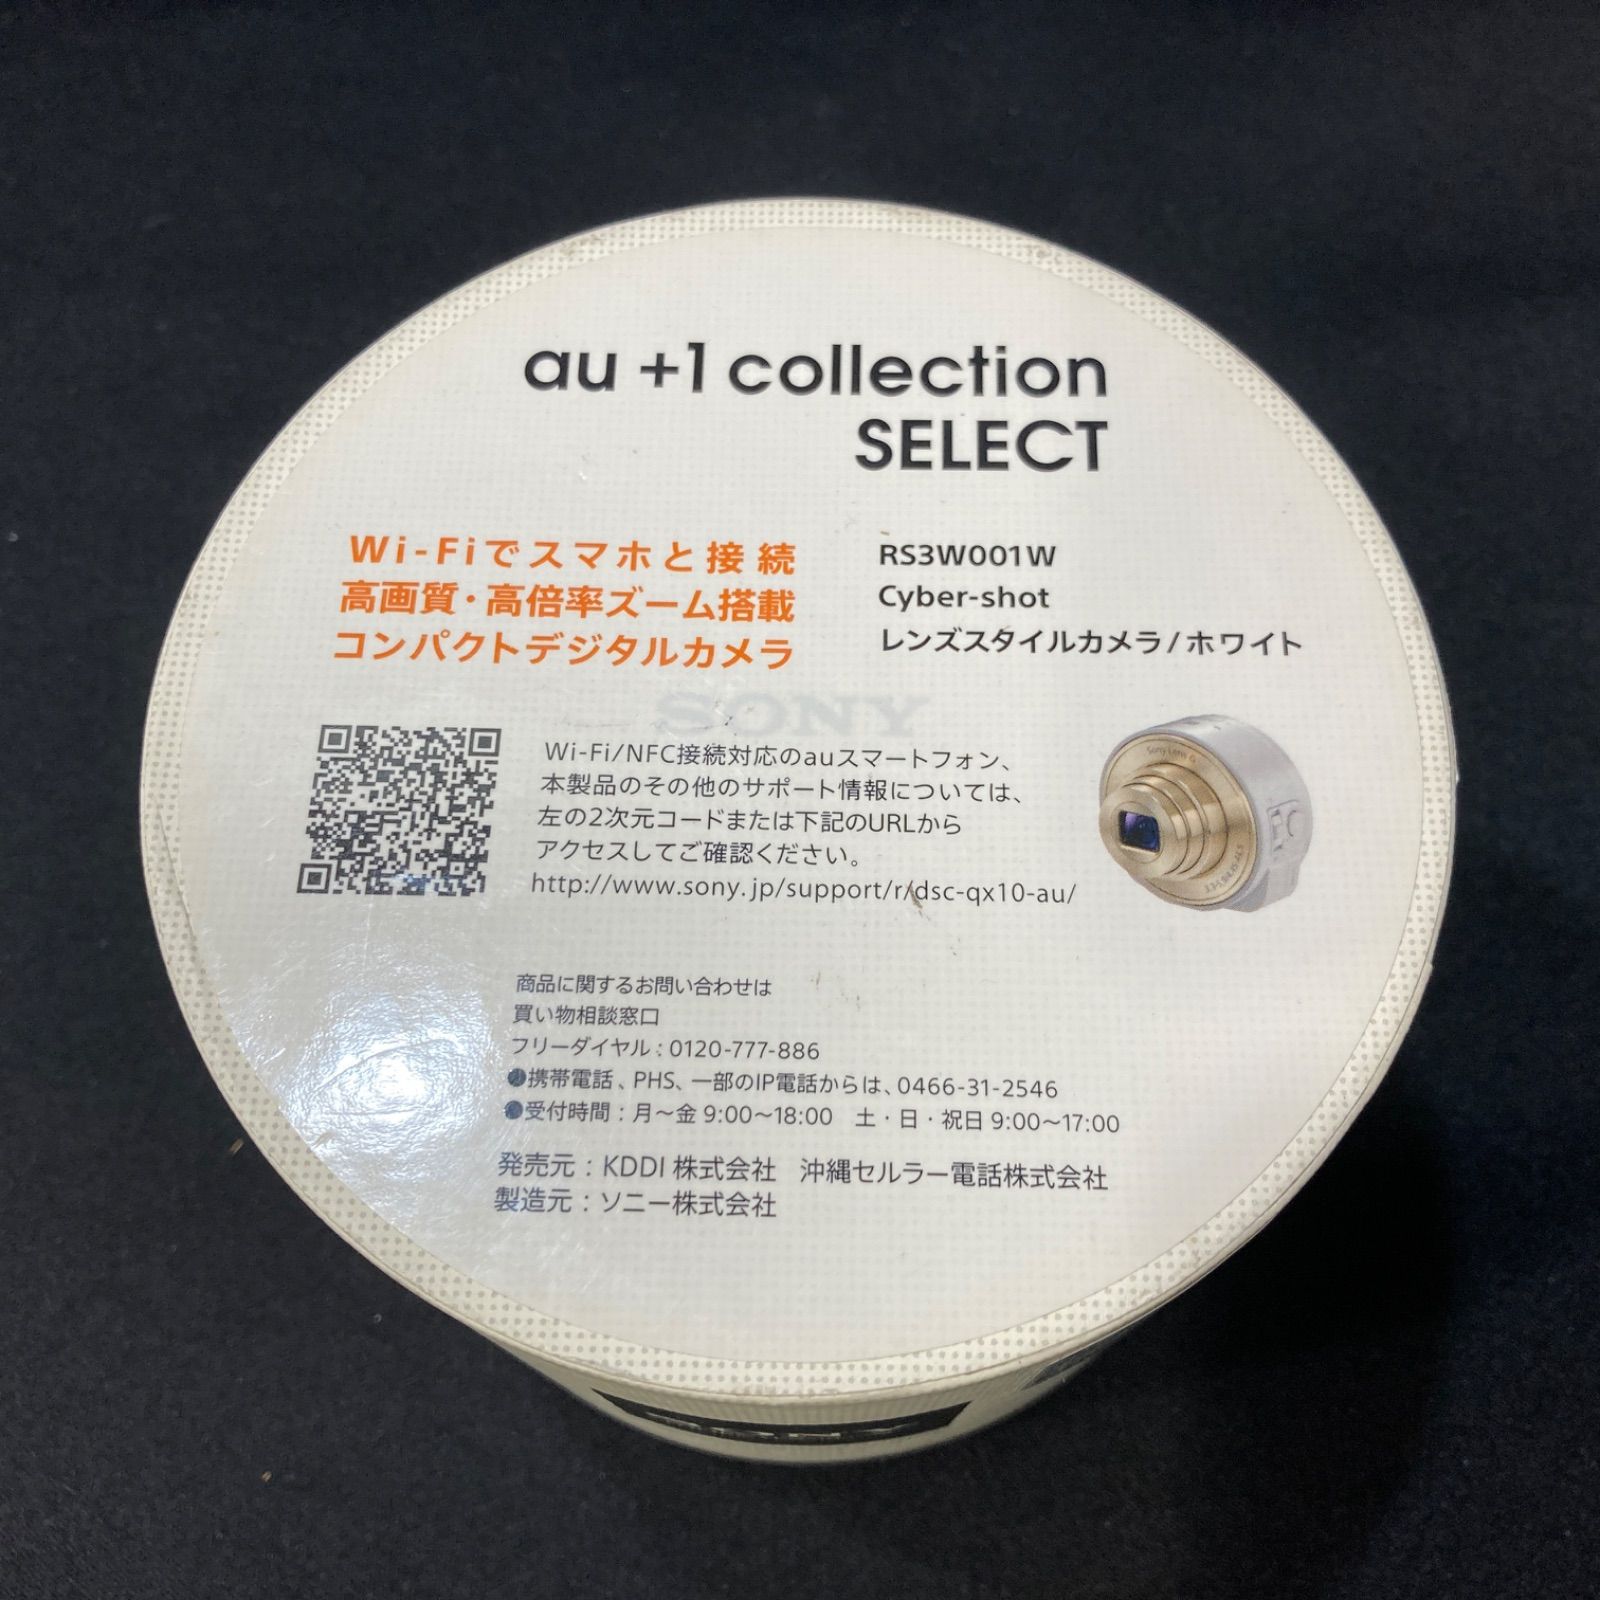 au +1 collection
SELECT
Wi-Fiでスマホと接続
高画質・高倍率ズーム搭載
コンパクトデジタルカメラ
RS3W001W
Cyber-shot
レンズスタイルカメラ/ホワイト
SONY
Wi-Fi/NFC接続対応のauスマートフォン、
本製品のその他のサポート情報については、
左の2次元コードまたは下記のURLから
アクセスしてご確認ください。
http://www.sony.jp/support/r/dsc-qx10-au/
Sony Lens G
商品に関するお問い合わせは
買い物相談窓口
フリーダイヤル：0120-777-886
●携帯電話、PHS、一部のIP電話からは、0466-31-2546
●受付時間：月～金 9:00～18:00　土・日・祝日 9:00～17:00
発売元：KDDI 株式会社　沖縄セルラー電話株式会社
製造元：ソニー株式会社